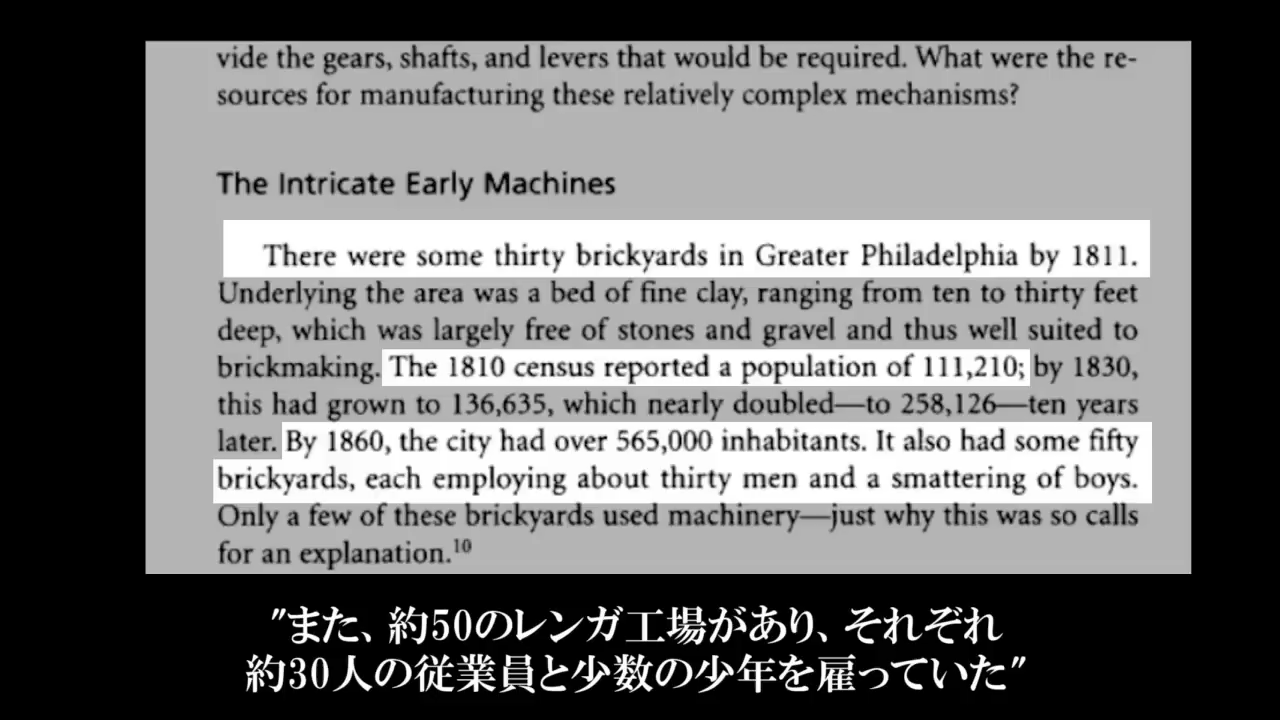 vide the gears, shafts, and levers that would be required. What were the re-
sources for manufacturing these relatively complex mechanisms?
The Intricate Early Machines
There were some thirty brickyards in Greater Philadelphia by 1811.
Underlying the area was a bed of fine clay, ranging from ten to thirty feet
deep, which was largely free of stones and gravel and thus well suited to
brickmaking. The 1810 census reported a population of 111,210; by 1830,
this had grown to 136,635, which nearly doubled—to 258,126—ten years
later. By 1860, the city had over 565,000 inhabitants. It also had some fifty
brickyards, each employing about thirty men and a smattering of boys.
Only a few of these brickyards used machinery—just why this was so calls
for an explanation.10
"また、約50のレンガ工場があり、それぞれ
約30人の従業員と少数の少年を雇っていた"